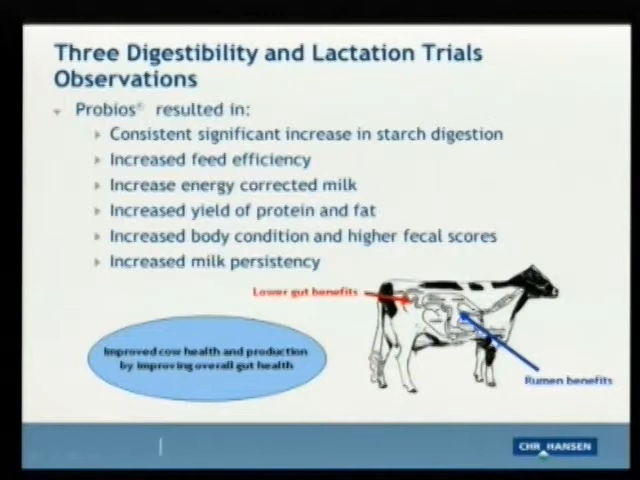 Three Digestibility and Lactation Trials
Observations
Probios® resulted in:
Consistent significant increase in starch digestion
Increased feed efficiency
Increase energy corrected milk
Increased yield of protein and fat
Increased body condition and higher fecal scores
Increased milk persistency
Lower gut benefits
Improved cow health and production
by improving overall gut health
Rumen benefits
CHR HANSEN